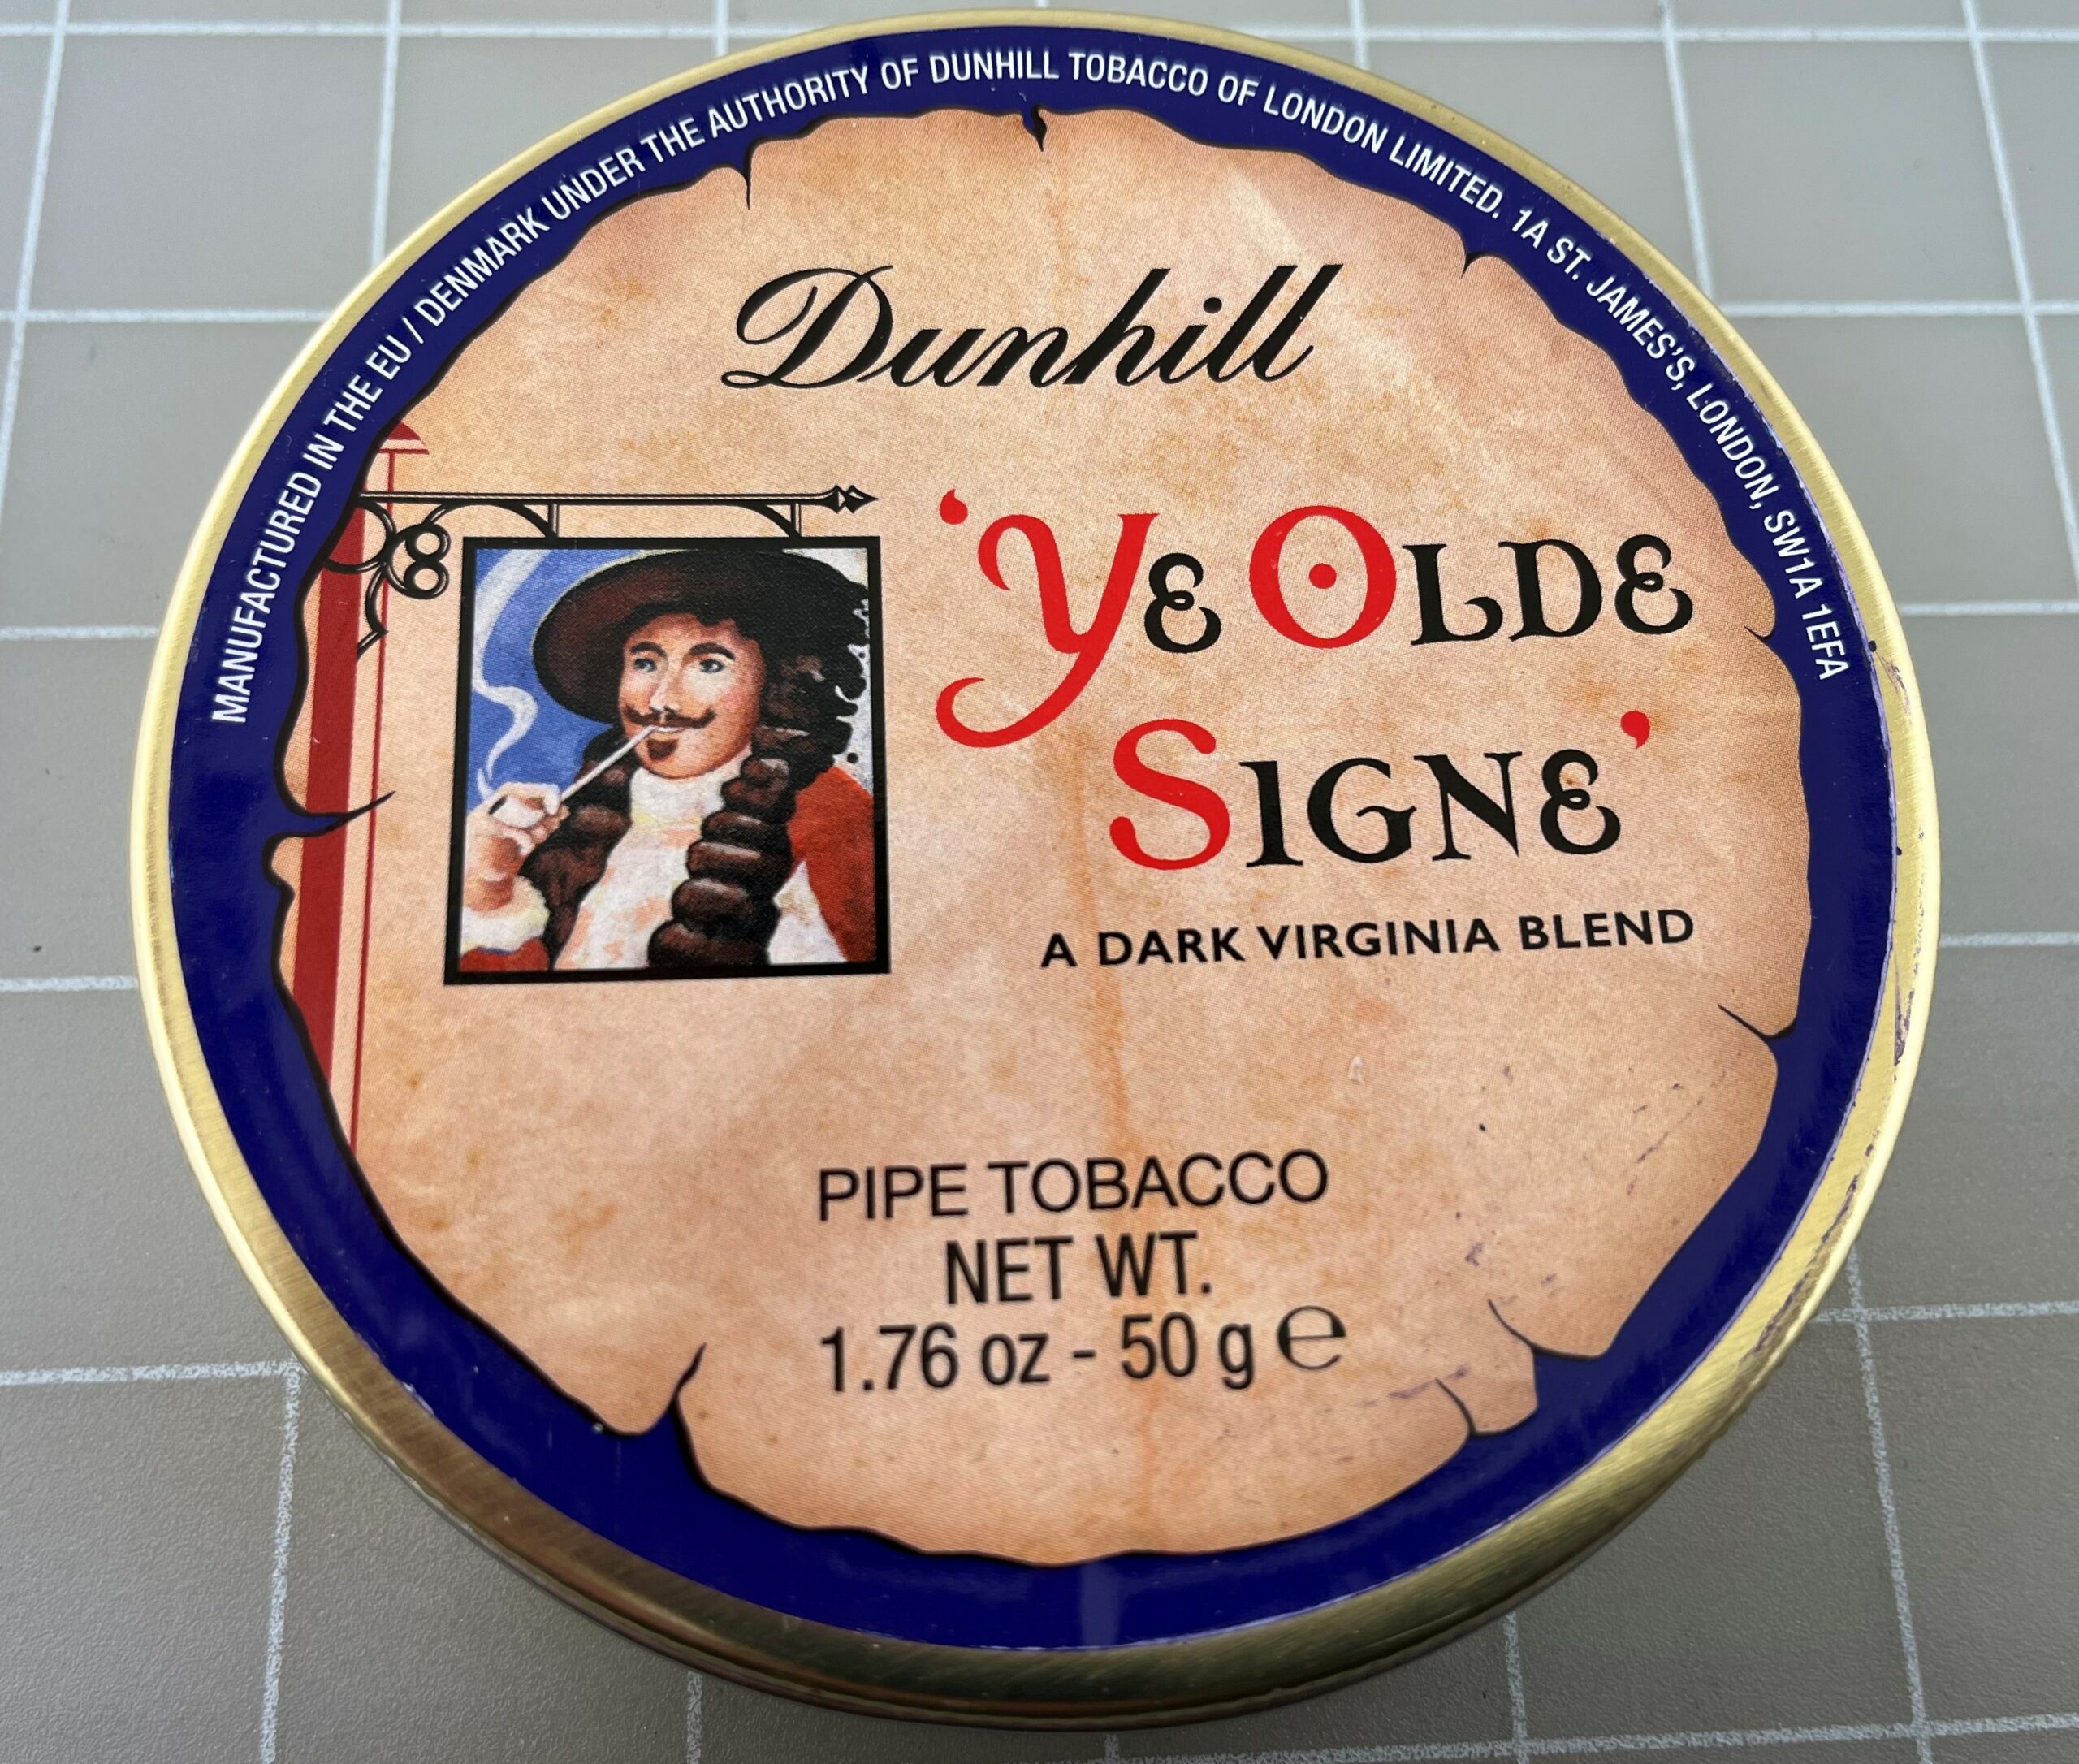 MANUFACTURED IN THE EU / DENMARK UNDER THE AUTHORITY OF DUNHILL TOBACCO OF LONDON LIMITED. 1A ST. JAMES'S, LONDON, SW1A 1EFA
Dunhill
‘YE OLDE
SIGNE’
A DARK VIRGINIA BLEND
PIPE TOBACCO
NET WT.
1.76 oz - 50 g ℮